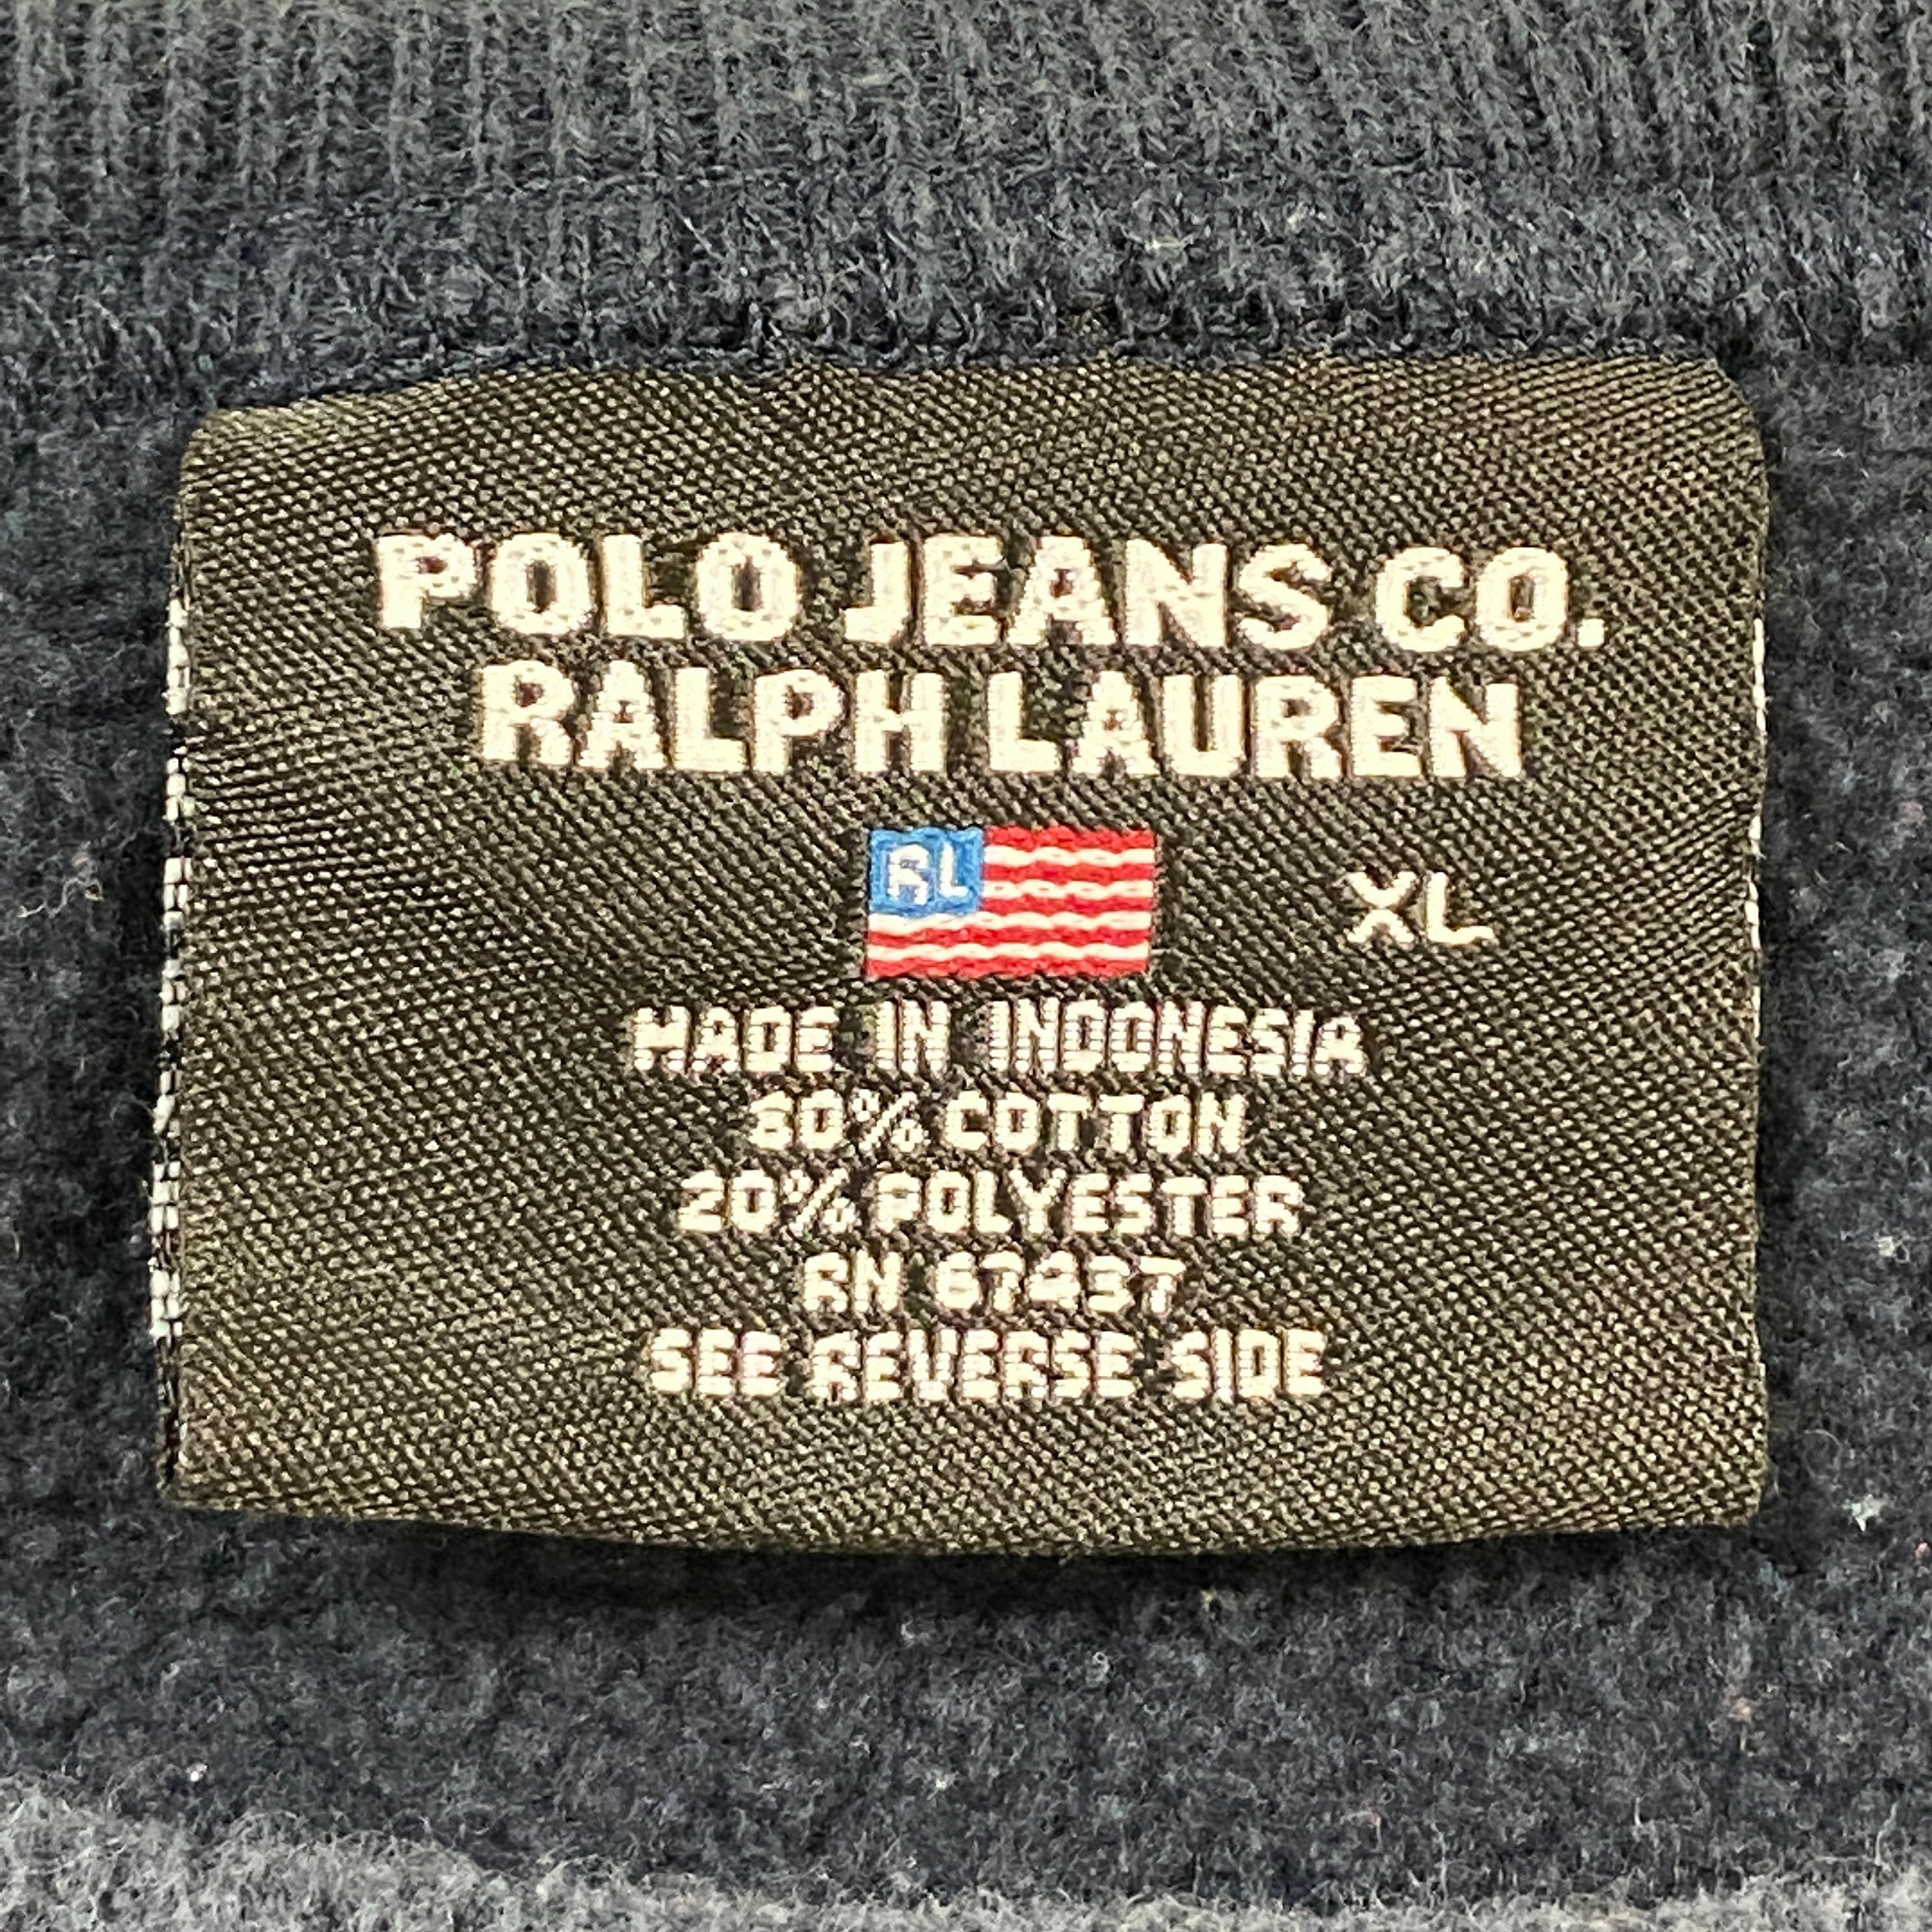 POLO JEANS CO.
RALPH LAUREN
RL
XL
MADE IN INDONESIA
80% COTTON
20% POLYESTER
RN 67437
SEE REVERSE SIDE